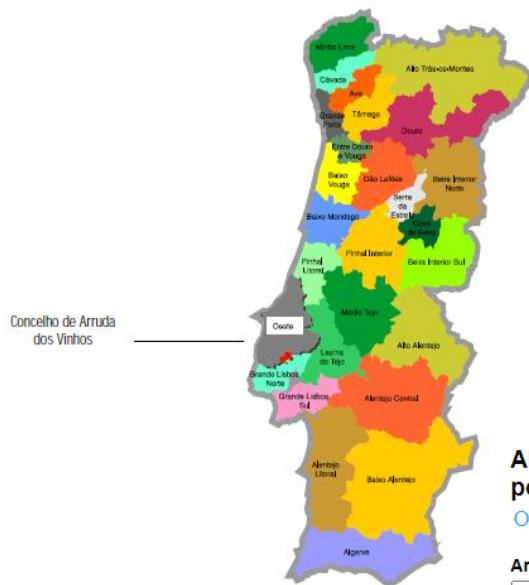 Minho Lima
Cávado
Alto Trás-os-Montes
Ave
Grande
Porto
Tâmega
Douro
Entre Douro
e Vouga
Baixo
Vouga
Dão Lafões
Beira Interior
Norte
Serra
da
Estrela
Baixo Mondego
Cova
da Beira
Pinhal Interior
Beira Interior Sul
Pinhal
Litoral
Médio Tejo
Concelho de Arruda
dos Vinhos
Oeste
Alto Alentejo
Lezíria
do Tejo
Grande Lisboa
Norte
Grande Lisboa
Sul
Alentejo Central
Alentejo
Litoral
Baixo Alentejo
Algarve